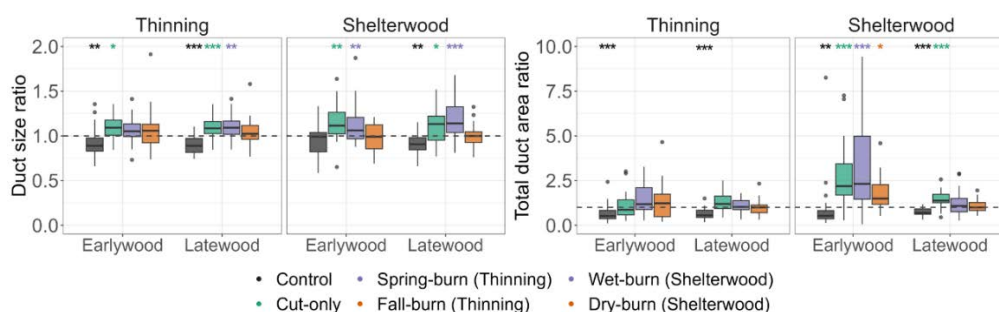 Thinning Shelterwood Thinning Shelterwood
2.0 ** * *** *** ** ** ** ** * *** 10.0 *** *** ** *** *** * *** ***
Duct size ratio
1.5
1.0
0.5
0.0
Total duct area ratio
7.5
5.0
2.5
0.0
Earlywood Latewood Earlywood Latewood Earlywood Latewood Earlywood Latewood
Control Spring-burn (Thinning) Wet-burn (Shelterwood)
Cut-only Fall-burn (Thinning) Dry-burn (Shelterwood)